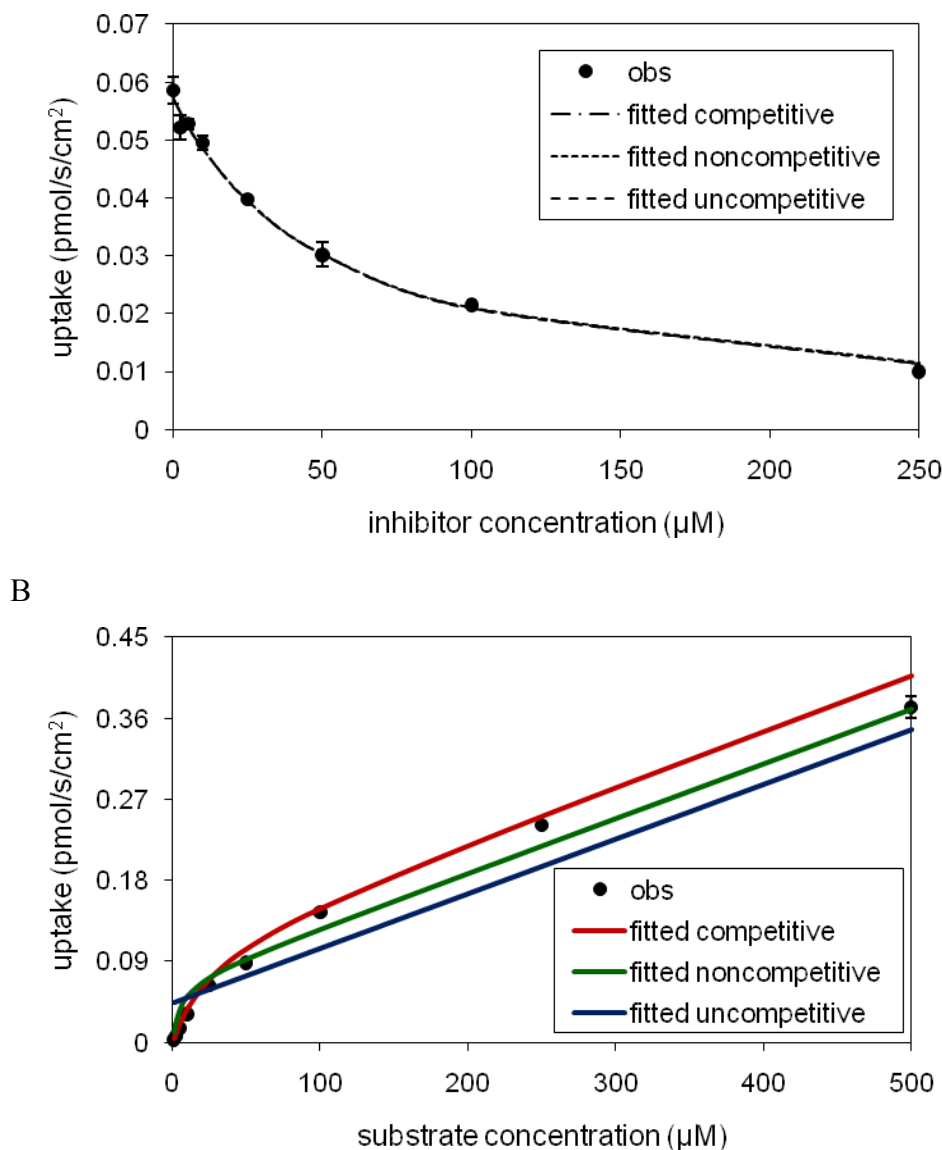 0.07
0.06
0.05
0.04
0.03
0.02
0.01
0
uptake (pmol/s/cm²)
obs
fitted competitive
fitted noncompetitive
fitted uncompetitive
0 50 100 150 200 250
inhibitor concentration (µM)
B
0.45
0.36
0.27
0.18
0.09
0
uptake (pmol/s/cm²)
obs
fitted competitive
fitted noncompetitive
fitted uncompetitive
0 100 200 300 400 500
substrate concentration (µM)